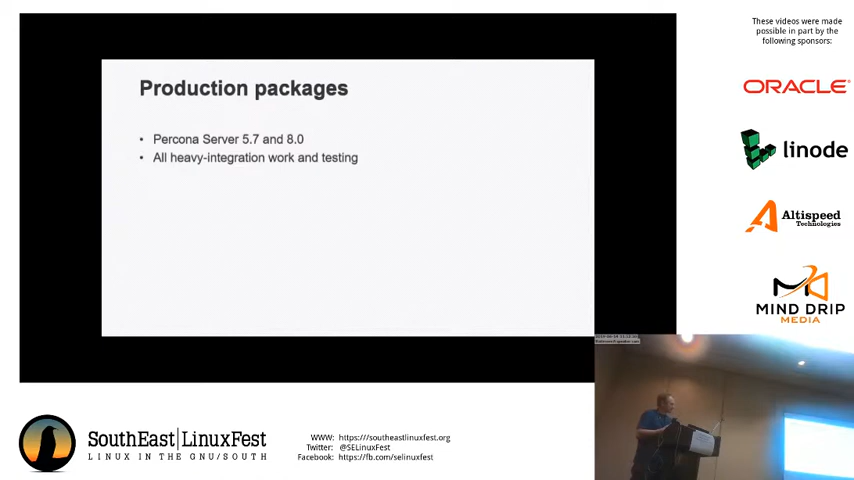 These videos were made
possible in part by the
following sponsors:
Production packages
• Percona Server 5.7 and 8.0
• All heavy-integration work and testing
ORACLE
linode
Altispeed
Technologies
MIND DRIP
MEDIA
SouthEast|LinuxFest
LINUX IN THE GNU/SOUTH
WWW: https:///southeastlinuxfest.org
Twitter: @SELinuxFest
Facebook: https://fb.com/selinuxfest